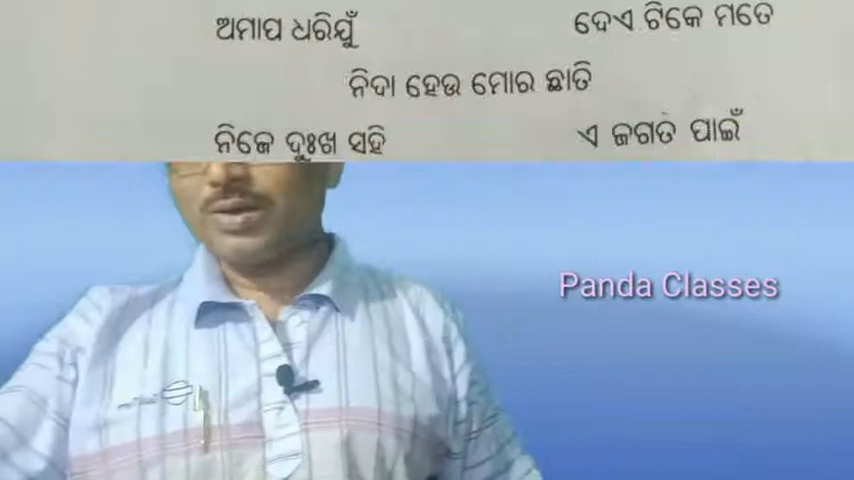 ଅମାପ ଧରିଯୁଁ ଦେଏ ଟିକେ ମତେ
ନିଦା ହେଉ ମୋର ଛାତି
ନିଜେ ଦୁଃଖ ସହି ଏ ଜଗତ ପାଇଁ
Panda Classes